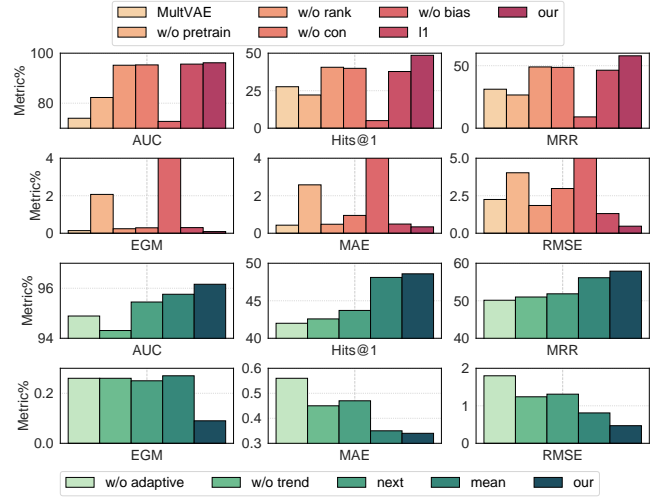 MultVAE w/o rank w/o bias our
w/o pretrain w/o con l1
Metric%
100
80
AUC
50
25
0
Hits@1
50
0
MRR
Metric%
4
2
0
EGM
4
2
0
MAE
5.0
2.5
0.0
RMSE
Metric%
96
94
AUC
50
45
40
Hits@1
60
50
40
MRR
Metric%
0.2
0.0
EGM
0.6
0.5
0.4
0.3
MAE
2
1
0
RMSE
w/o adaptive w/o trend next mean our